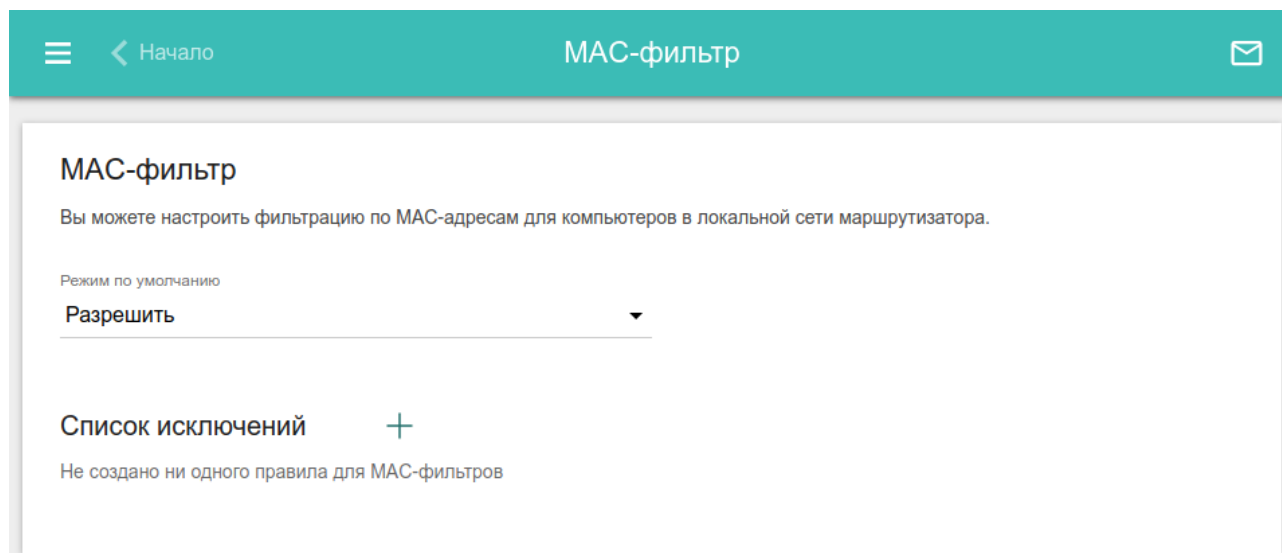 Начало
МАС-фильтр
МАС-фильтр
Вы можете настроить фильтрацию по МАС-адресам для компьютеров в локальной сети маршрутизатора.
Режим по умолчанию
Разрешить
Список исключений
Не создано ни одного правила для МАС-фильтров